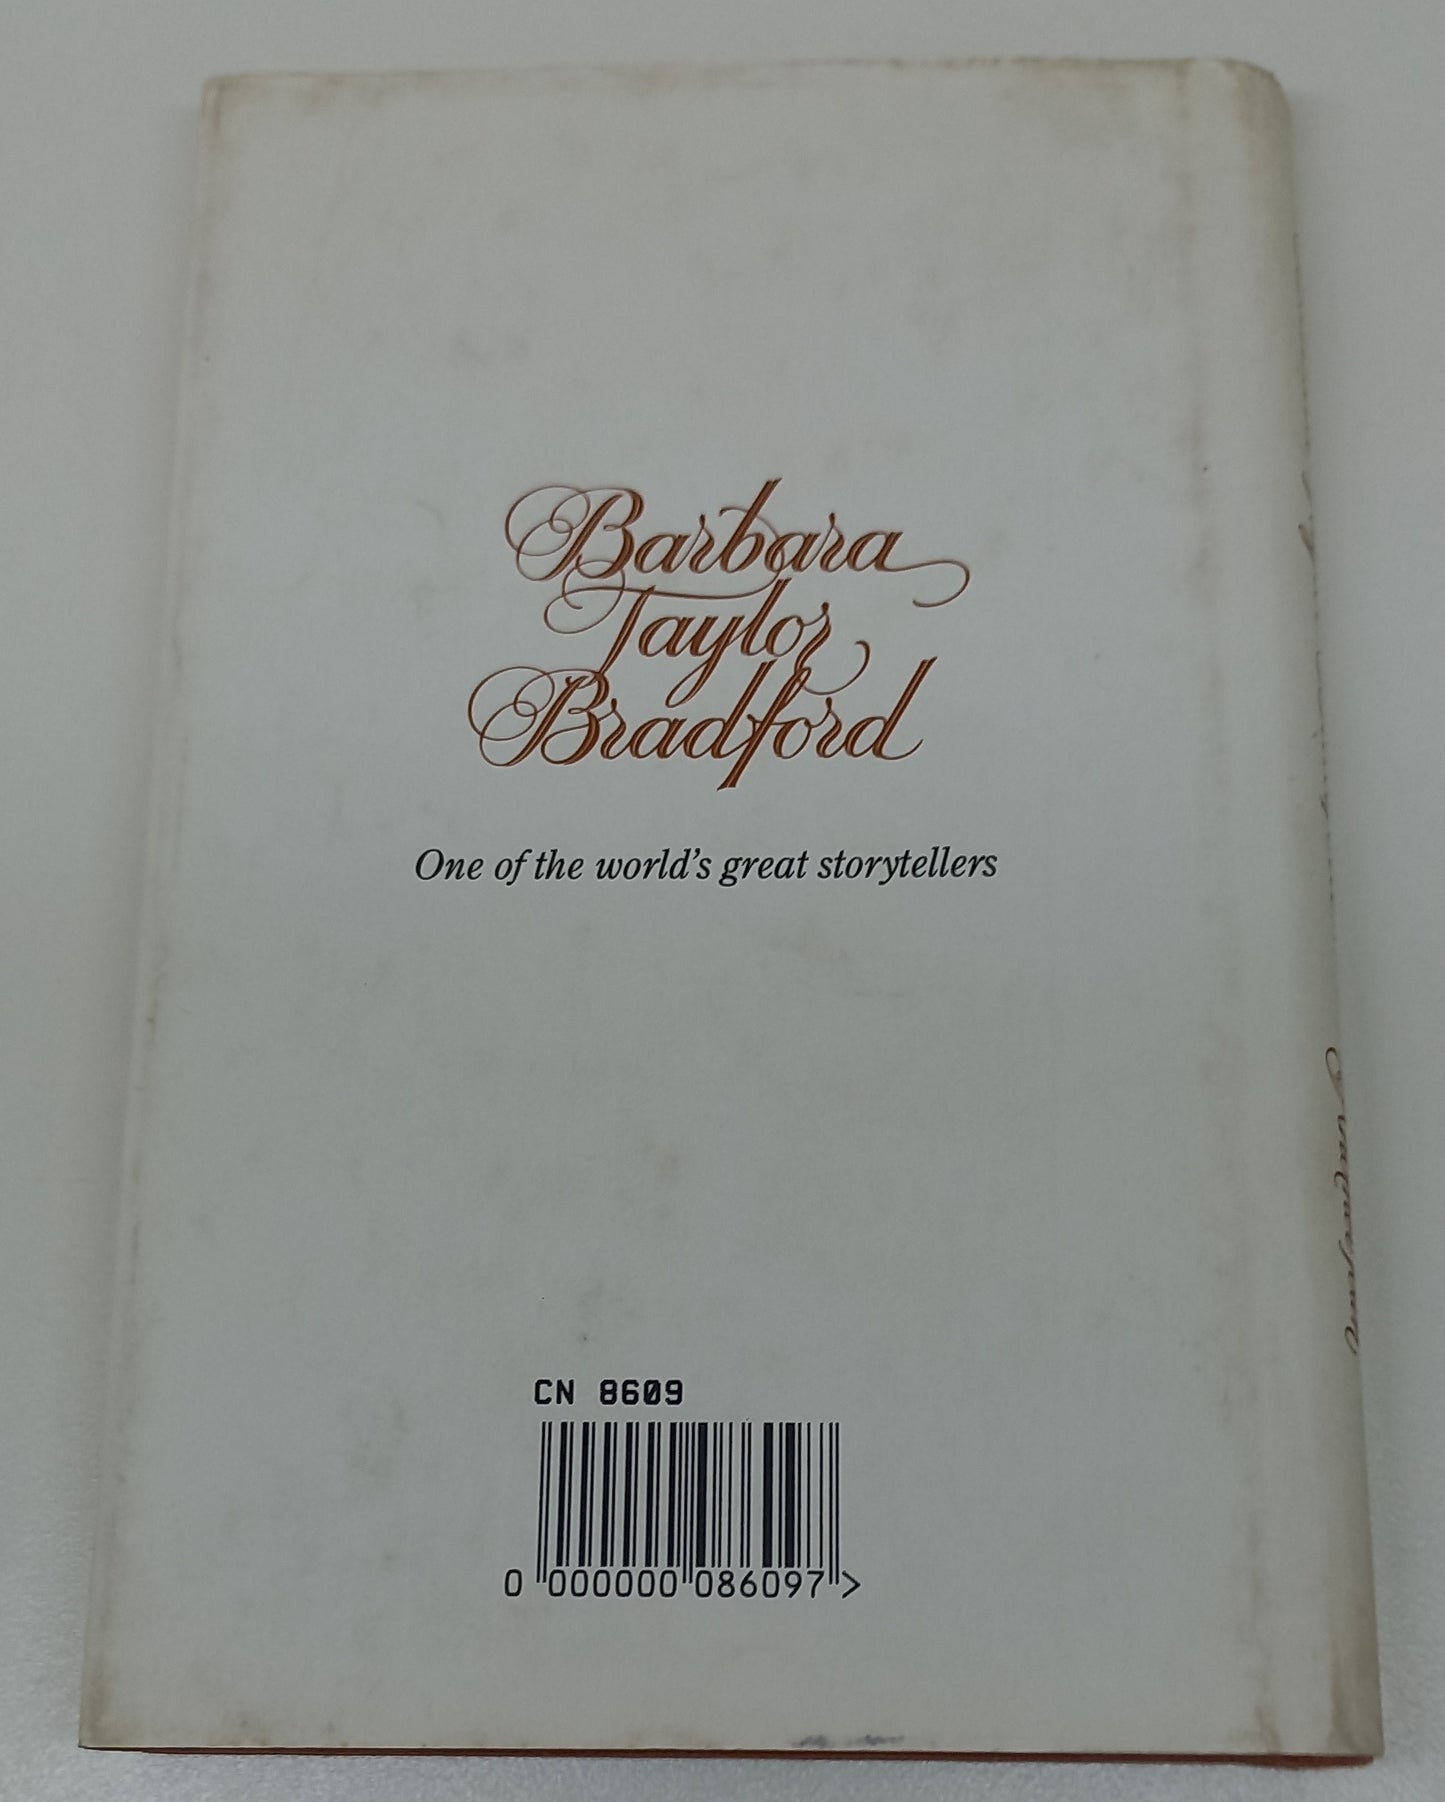 Barbara
Taylor
Bradford
One of the world's great storytellers
CN 8609
0 000000 086097 >